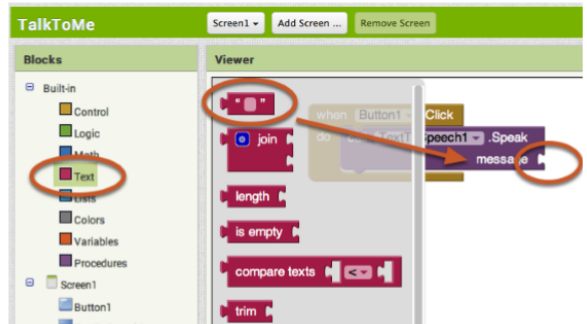 TalkToMe
Screen1 Add Screen ... Remove Screen
Blocks
Viewer
Built-in
Control
Logic
Math
Text
Lists
Colors
Variables
Procedures
Screen1
Button1
" "
join
length
is empty
compare texts <
trim
when Button1 Click
do Speech1 .Speak
message